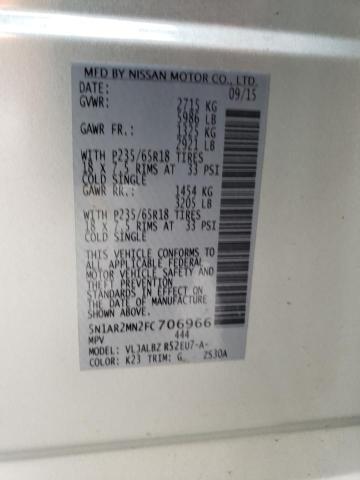 MFD BY NISSAN MOTOR CO., LTD.
DATE: 09/15
GVWR: 2715 KG
5986 LB
GAWR FR.: 1325 KG
2921 LB
WITH P235/65R18 TIRES
18 X 7.5 RIMS AT 33 PSI
COLD SINGLE
GAWR RR.: 1454 KG
3205 LB
WITH P235/65R18 TIRES
18 X 7.5 RIMS AT 33 PSI
COLD SINGLE
THIS VEHICLE CONFORMS TO
ALL APPLICABLE FEDERAL
MOTOR VEHICLE SAFETY AND
THEFT PREVENTION
STANDARDS IN EFFECT ON
THE DATE OF MANUFACTURE
SHOWN ABOVE.
5N1AR2MN2FC706966
MPV 444
MODEL: VLJALBZ R52EU7-A-
COLOR: K23 TRIM: G 2S30A